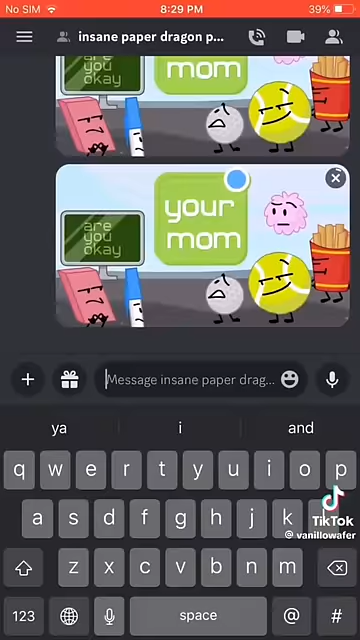 No SIM 8:29 PM 39%
insane paper dragon p...
are
you
okay
mom
your
mom
are
you
okay
Message insane paper drag...
ya i and
q w e r t y u i o p
a s d f g h j k
TikTok
@ vanillowafer
z x c v b n m
123 space @ #